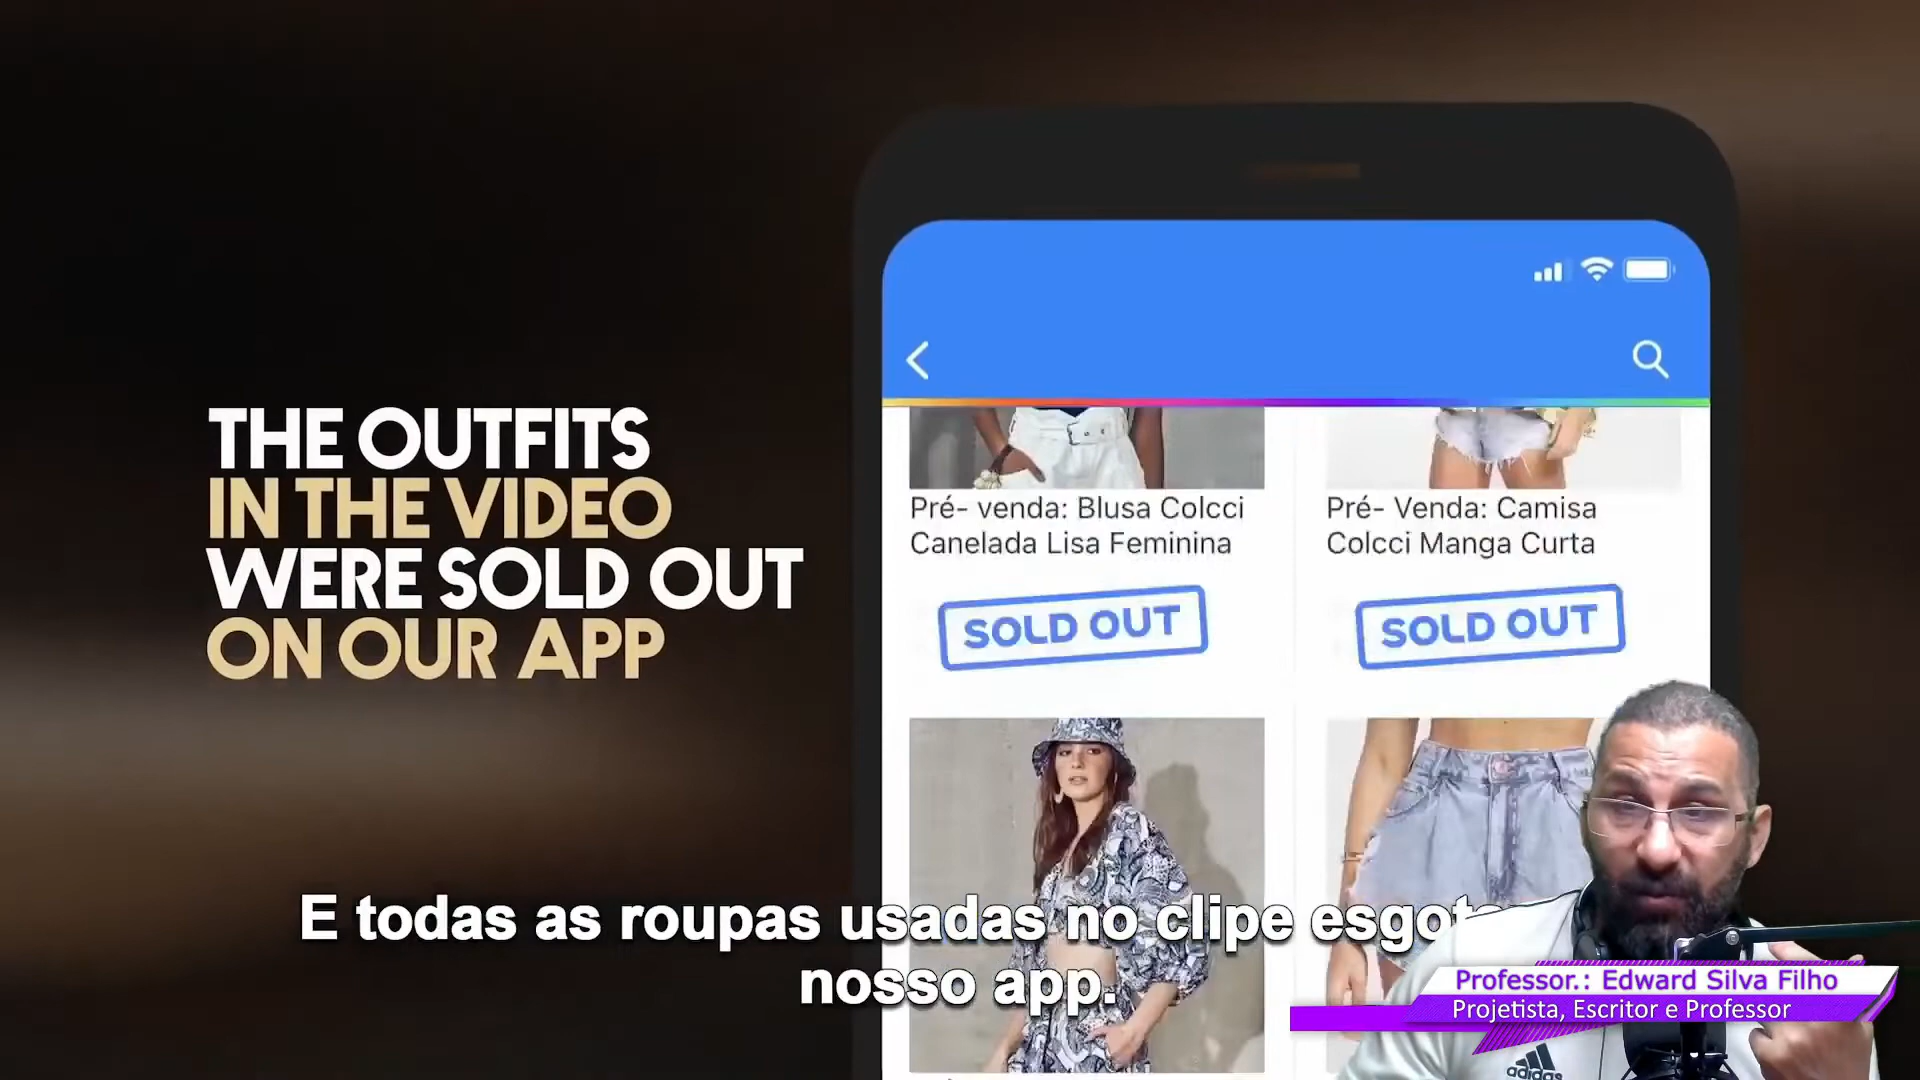 THE OUTFITS
IN THE VIDEO
WERE SOLD OUT
ON OUR APP
Pré- venda: Blusa Colcci
Canelada Lisa Feminina
SOLD OUT
Pré- Venda: Camisa
Colcci Manga Curta
SOLD OUT
E todas as roupas usadas no clipe
nosso app.
Professor.: Edward Silva Filho
Projetista, Escritor e Professor
adidas